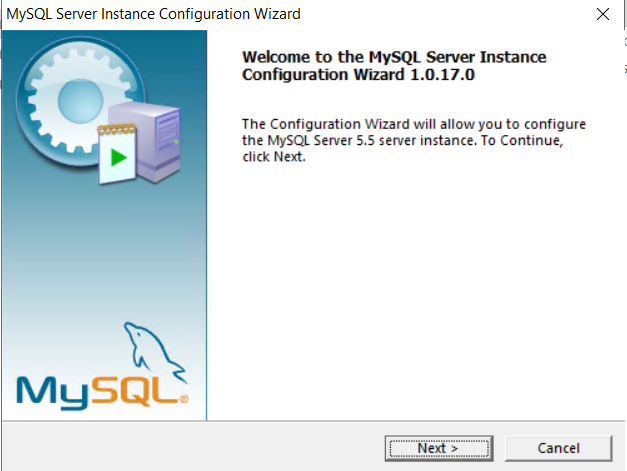 MySQL Server Instance Configuration Wizard
Welcome to the MySQL Server Instance
Configuration Wizard 1.0.17.0
The Configuration Wizard will allow you to configure
the MySQL Server 5.5 server instance. To Continue,
click Next.
MySQL®
Next >
Cancel